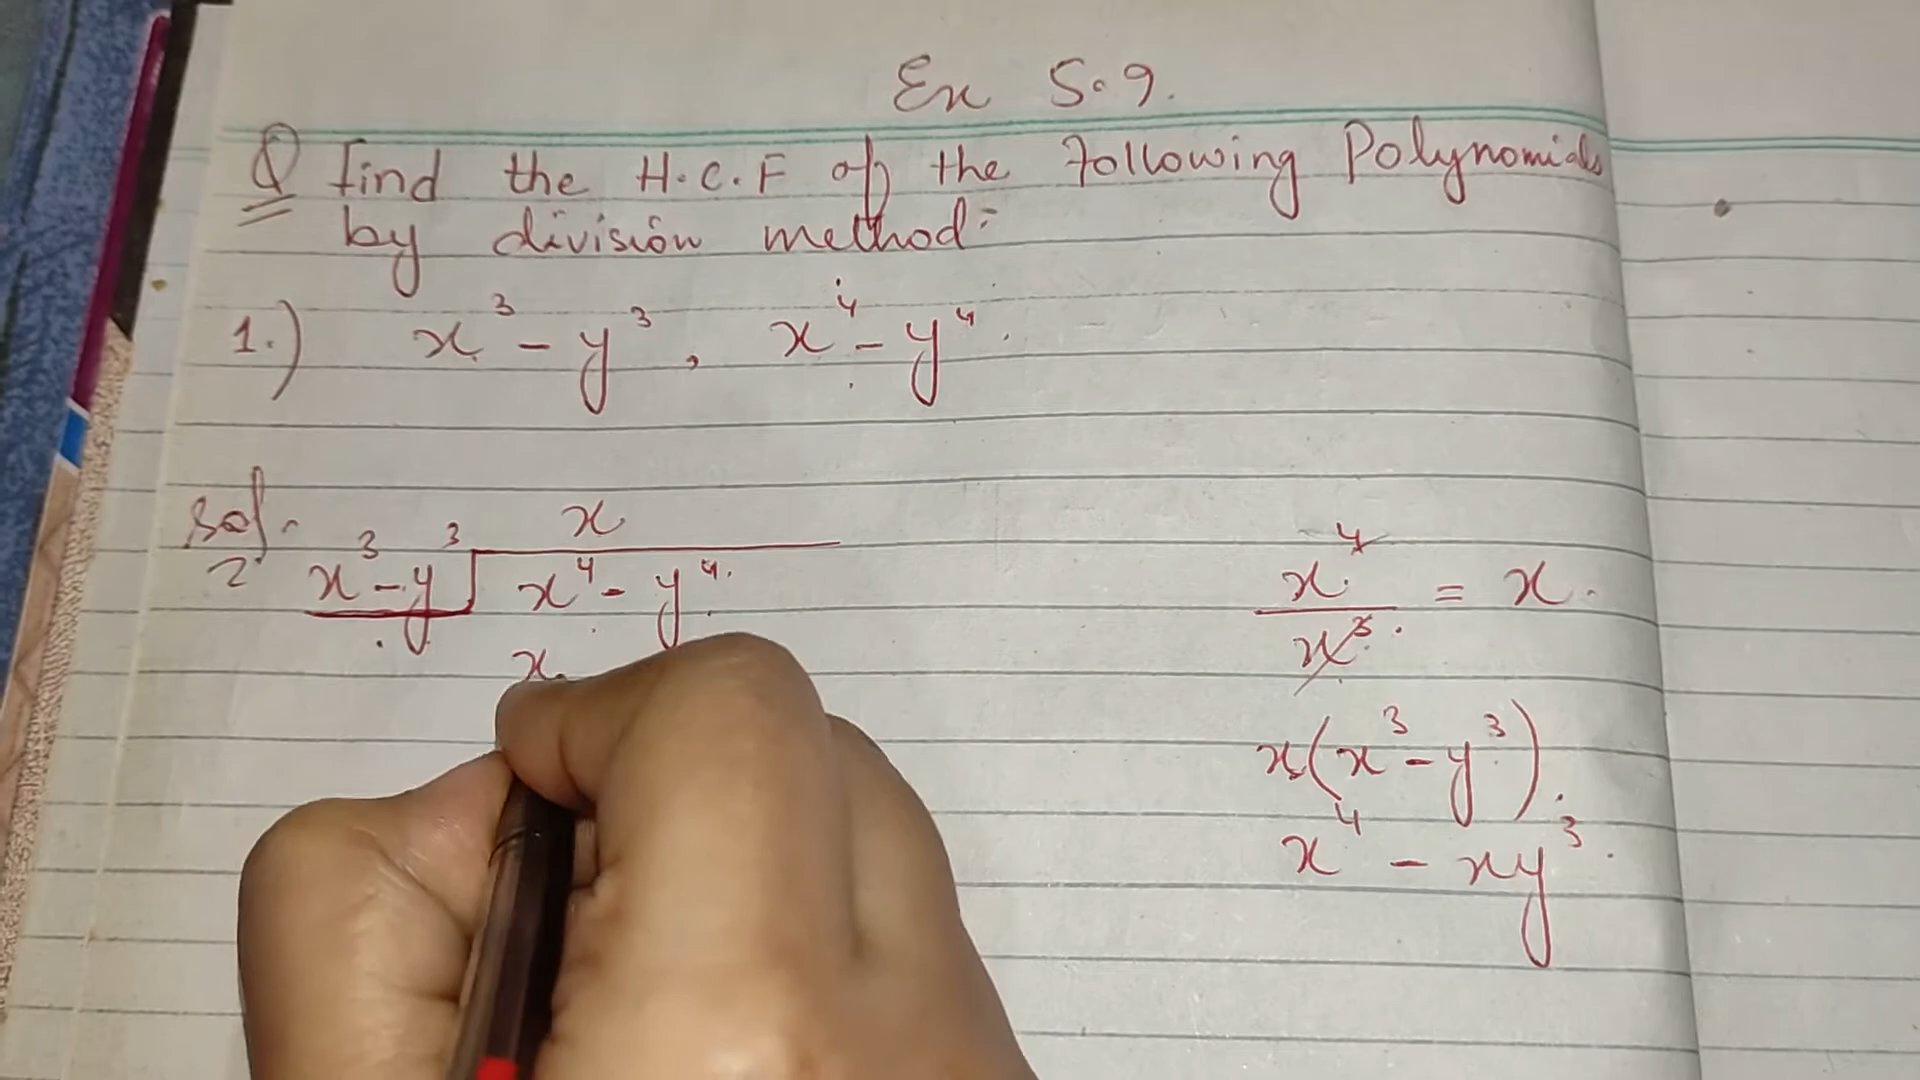 Ex 5.9.
Q find the H.C.F of the following Polynomials
by division method:-
1.) x³ - y³, x⁴ - y⁴.
Sol:-
x
x³ - y³ x⁴ - y⁴.
x
x⁴
x³ = x.
x(x³ - y³).
x⁴ - xy³.